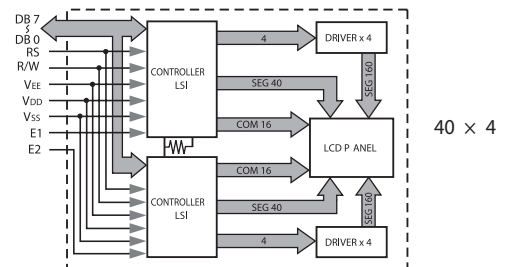 DB 7
DB 0
RS
R/W
VEE
VDD
VSS
E1
E2
CONTROLLER
LSI
4
DRIVER x 4
SEG 40
SEG 160
COM 16
LCD P ANEL
40 × 4
COM 16
CONTROLLER
LSI
SEG 40
SEG 160
4
DRIVER x 4